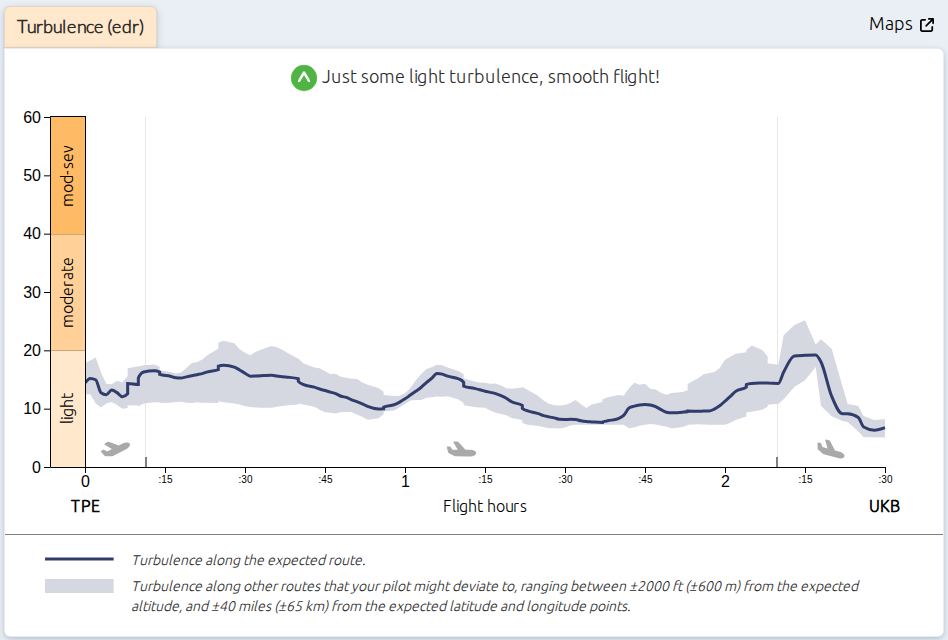 Turbulence (edr)
Maps
Just some light turbulence, smooth flight!
60
50
40
30
20
10
0
mod-sev
moderate
light
0 :15 :30 :45 1 :15 :30 :45 2 :15 :30
TPE Flight hours UKB
Turbulence along the expected route.
Turbulence along other routes that your pilot might deviate to, ranging between ±2000 ft (±600 m) from the expected
altitude, and ±40 miles (±65 km) from the expected latitude and longitude points.